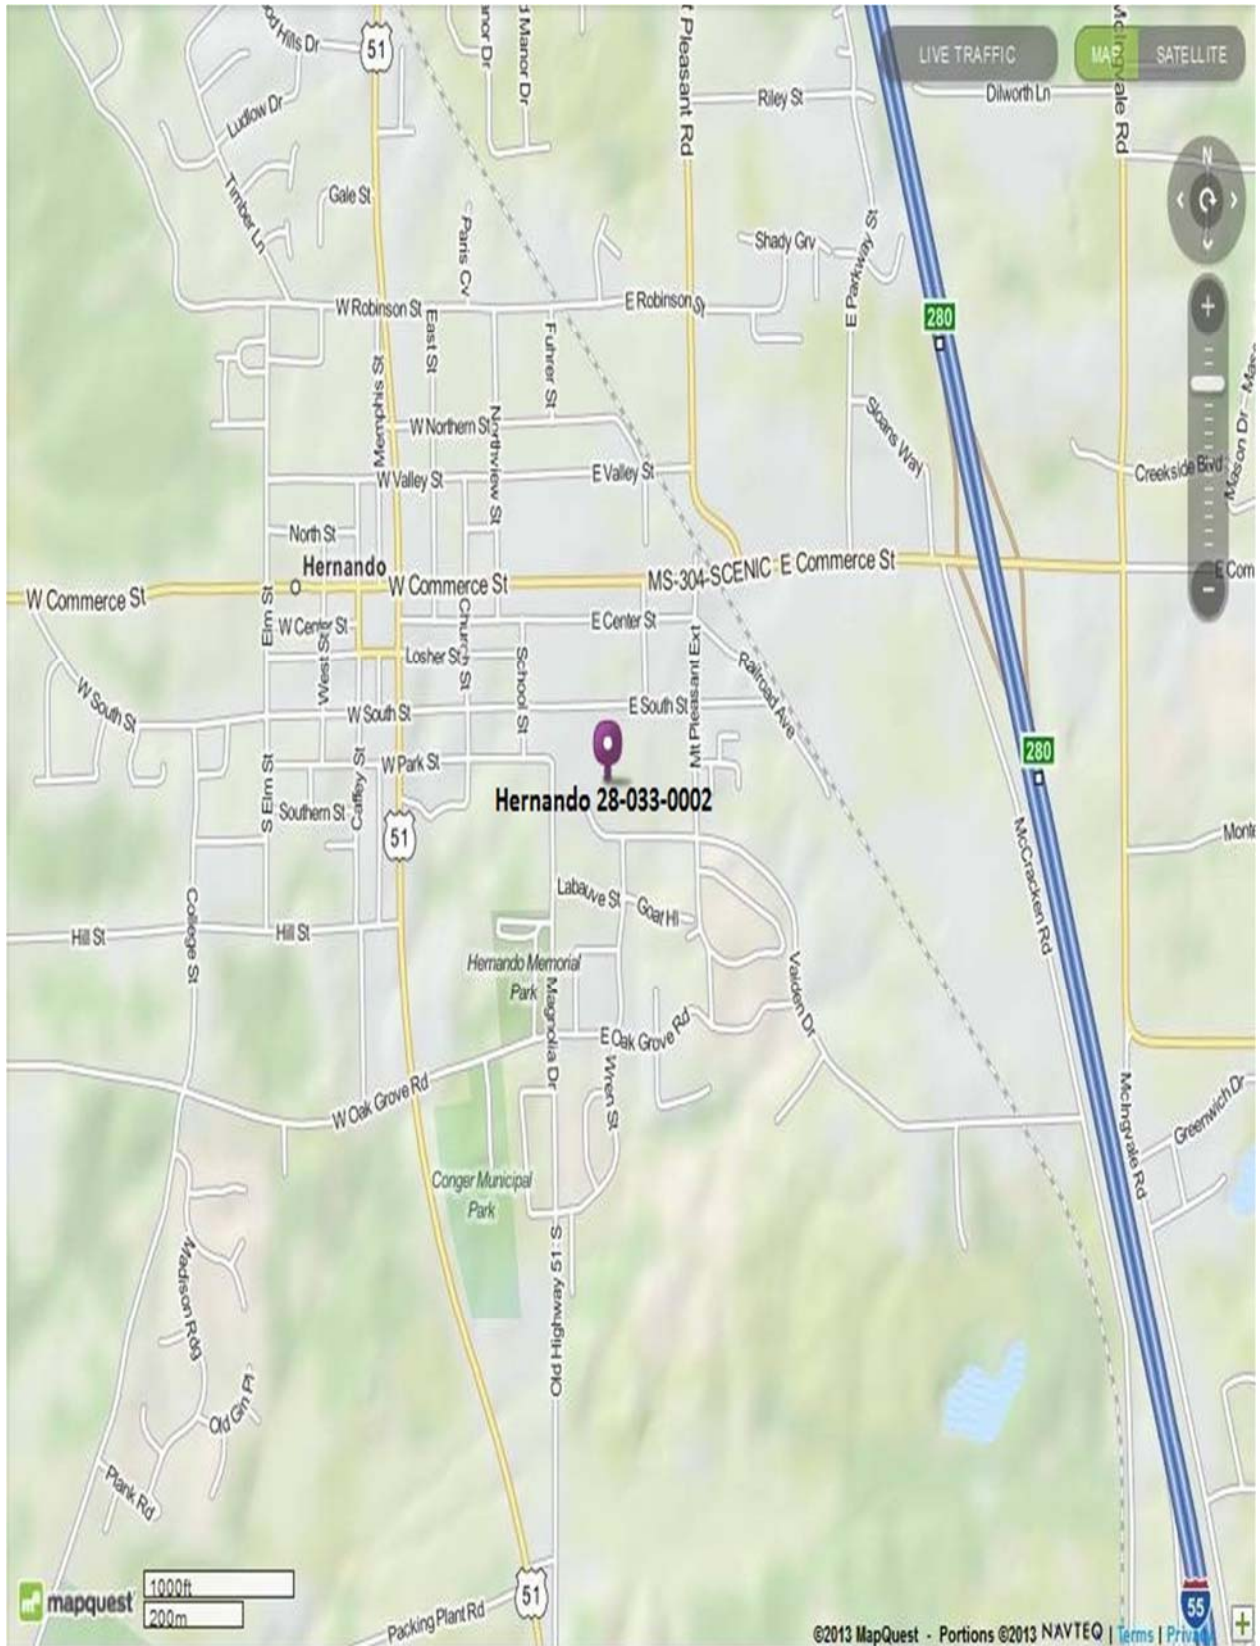 51
Manor Dr
Ludlow Dr
Riley St
LIVE TRAFFIC
MAP
SATELLITE
Dilworth Ln
McIngvale Rd
t Pleasant Rd
N
Timber Ln
Gale St
Paris Cv
Shady Grv
E Parkway St
W Robinson St
East St
Fuhrer St
E Robinson St
280
Memphis St
W Northern St
Northview St
Sloans Way
Creekside Blvd
Mason Dr
W Valley St
E Valley St
North St
Hernando
W Commerce St
W Commerce St
MS-304-SCENIC
E Commerce St
E Com
Elm St
W Center St
West St
Church St
E Center St
Losher St
School St
Mt Pleasant Ext
Railroad Ave
W South St
W South St
E South St
S Elm St
Caffey St
W Park St
280
Hernando 28-033-0002
Southern St
51
McCracken Rd
Monte
College St
Labauve St
Goat Hl
Hill St
Hill St
Hernando Memorial
Park
Magnolia Dr
Valden Dr
E Oak Grove Rd
Wren St
W Oak Grove Rd
McIngvale Rd
Greenwich Dr
Conger Municipal
Park
Madison Rdg
Old Highway 51 S
Old Gin Pl
Plank Rd
mapquest
1000ft
200m
Packing Plant Rd
51
55
©2013 MapQuest - Portions ©2013 NAVTEQ | Terms | Privacy